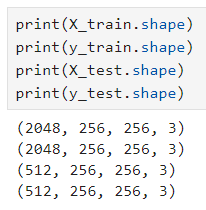 print(X_train.shape)
print(y_train.shape)
print(X_test.shape)
print(y_test.shape)
(2048, 256, 256, 3)
(2048, 256, 256, 3)
(512, 256, 256, 3)
(512, 256, 256, 3)